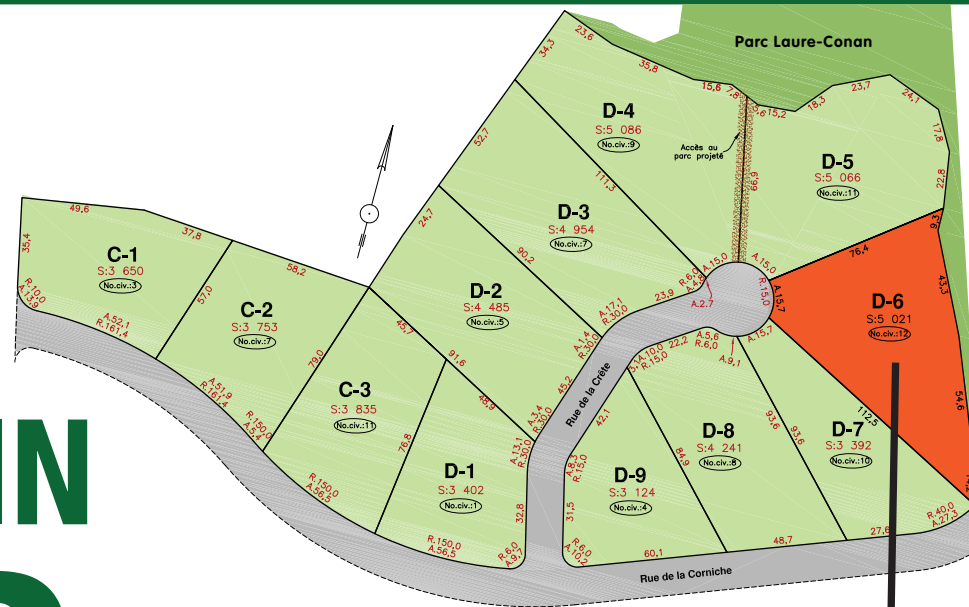 Parc Laure-Conan
23,6
34,3
35,8
15,6
7,8
5,6
15,2
18,3
23,7
24,1
17,8
22,8
D-4
S:5 086
No.civ.:9
Accès au
parc projeté
66,9
D-5
S:5 066
No.civ.:11
52,7
111,3
D-3
S:4 954
No.civ.:7
24,7
90,2
D-2
S:4 485
No.civ.:5
49,6
37,8
35,4
C-1
S:3 650
No.civ.:3
R.10,0
A.13,9
57,0
58,2
A.52,1
R.161,4
C-2
S:3 753
No.civ.:7
79,0
A.51,9
R.161,4
R.150,0
A.5,4
45,7
91,6
48,9
C-3
S:3 835
No.civ.:11
76,8
R.150,0
A.56,5
D-1
S:3 402
No.civ.:1
R.150,0
A.56,5
R.6,0
A.9,7
32,8
A.13,1
R.30,0
A.3,4
R.30,0
45,2
A.1,4
R.30,0
A.17,1
R.30,0
23,9
R.6,0
A.15,0
A.2,7
A.15,0
R.15,0
A.15,7
A.15,7
A.9,1
A.5,6
R.6,0
22,2
A.10,0
R.15,0
Rue de la Crête
42,1
A.8,3
R.15,0
31,5
R.6,0
A.10,2
D-9
S:3 124
No.civ.:4
60,1
84,9
D-8
S:4 241
No.civ.:8
48,7
93,6
93,6
D-7
S:3 392
No.civ.:10
27,6
112,5
R.40,0
A.27,3
76,4
9,3
43,3
54,6
D-6
S:5 021
No.civ.:12
Rue de la Corniche
IN